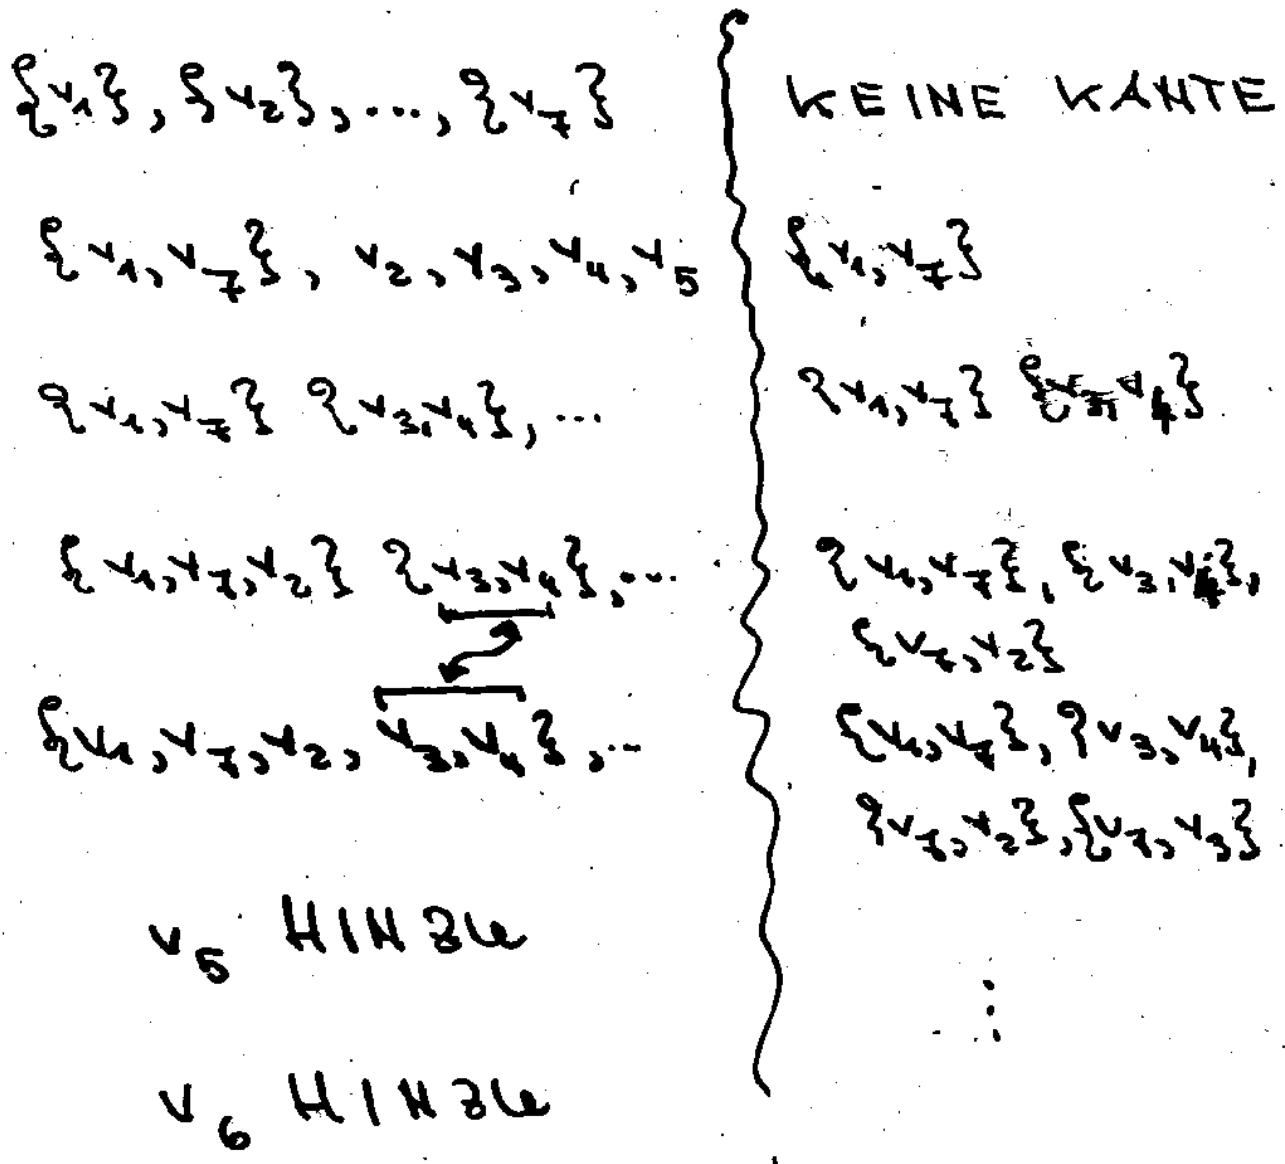 {v₁}, {v₂}, ..., {v₇} KEINE KANTE
{v₁, v₇}, v₂, v₃, v₄, v₅ {v₁, v₇}
{v₁, v₇} {v₃, v₄}, ... {v₁, v₇} {v₃, v₄}
{v₁, v₇, v₂} {v₃, v₄}, ... {v₁, v₇}, {v₃, v₄},
{v₇, v₂}
{v₁, v₇, v₂, v₃, v₄}, ... {v₁, v₇}, {v₃, v₄},
{v₇, v₂}, {v₇, v₃}
v₅ HINZU
⋮
v₆ HINZU